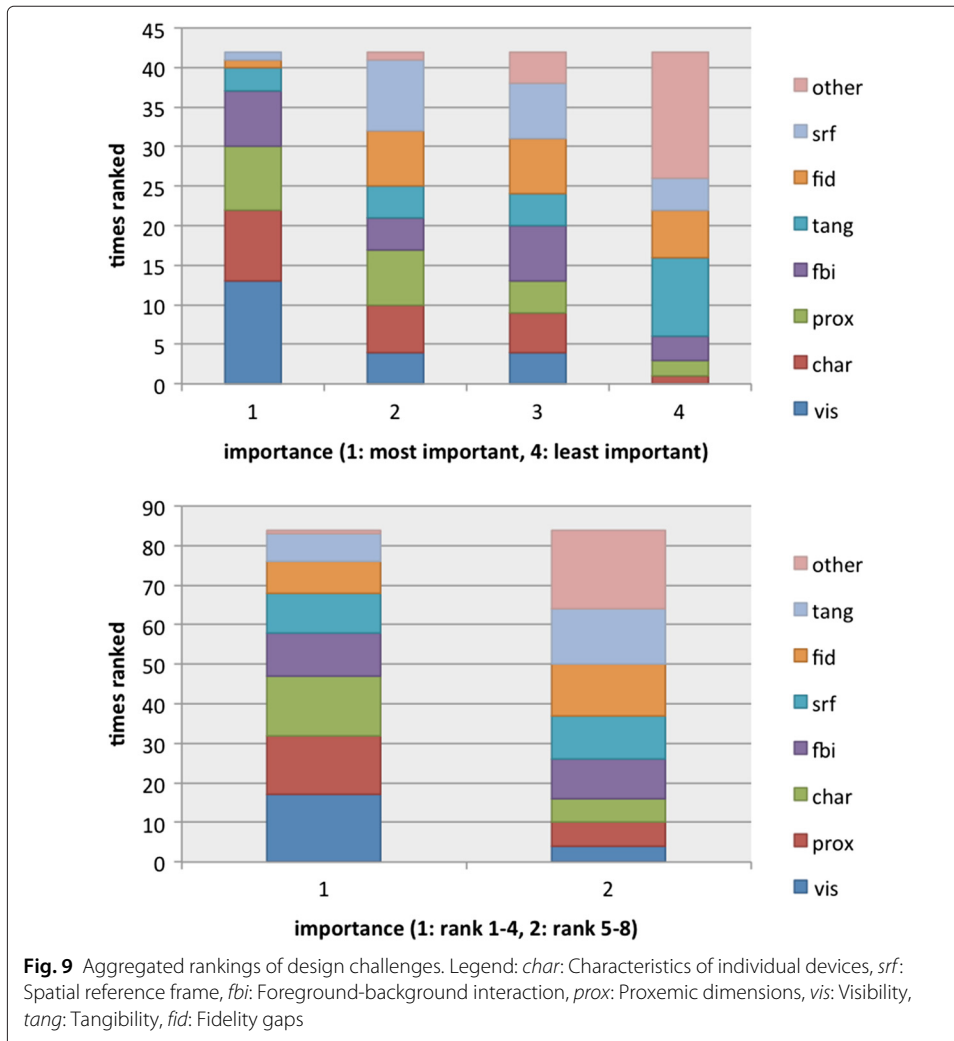 45
40
35
30
25
20
15
10
5
0
times ranked
1 2 3 4
importance (1: most important, 4: least important)
other
srf
fid
tang
fbi
prox
char
vis
90
80
70
60
50
40
30
20
10
0
times ranked
1 2
importance (1: rank 1-4, 2: rank 5-8)
other
tang
fid
srf
fbi
char
prox
vis
Fig. 9 Aggregated rankings of design challenges. Legend: char: Characteristics of individual devices, srf:
Spatial reference frame, fbi: Foreground-background interaction, prox: Proxemic dimensions, vis: Visibility,
tang: Tangibility, fid: Fidelity gaps